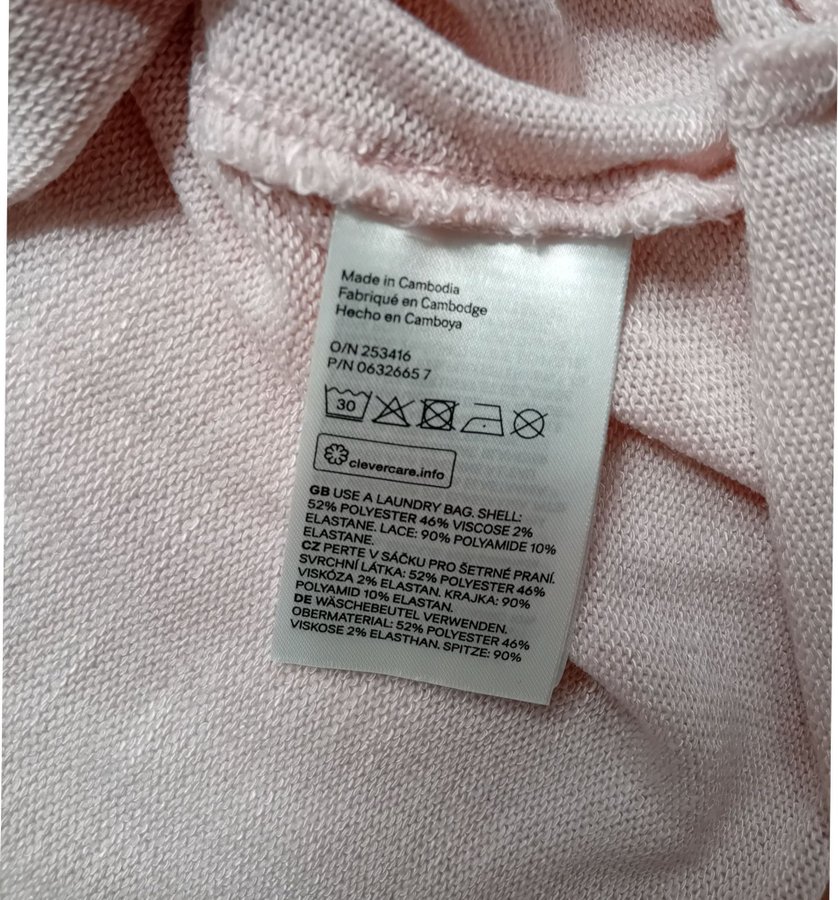 Made in Cambodia
Fabriqué en Cambodge
Hecho en Camboya
O/N 253416
P/N 0632665 7
30
clevercare.info
GB USE A LAUNDRY BAG. SHELL:
52% POLYESTER 46% VISCOSE 2%
ELASTANE. LACE: 90% POLYAMIDE 10%
ELASTANE.
CZ PERTE V SÁČKU PRO ŠETRNÉ PRANÍ.
SVRCHNÍ LÁTKA: 52% POLYESTER 46%
VISKÓZA 2% ELASTAN. KRAJKA: 90%
POLYAMID 10% ELASTAN.
DE WÄSCHEBEUTEL VERWENDEN.
OBERMATERIAL: 52% POLYESTER 46%
VISKOSE 2% ELASTHAN. SPITZE: 90%